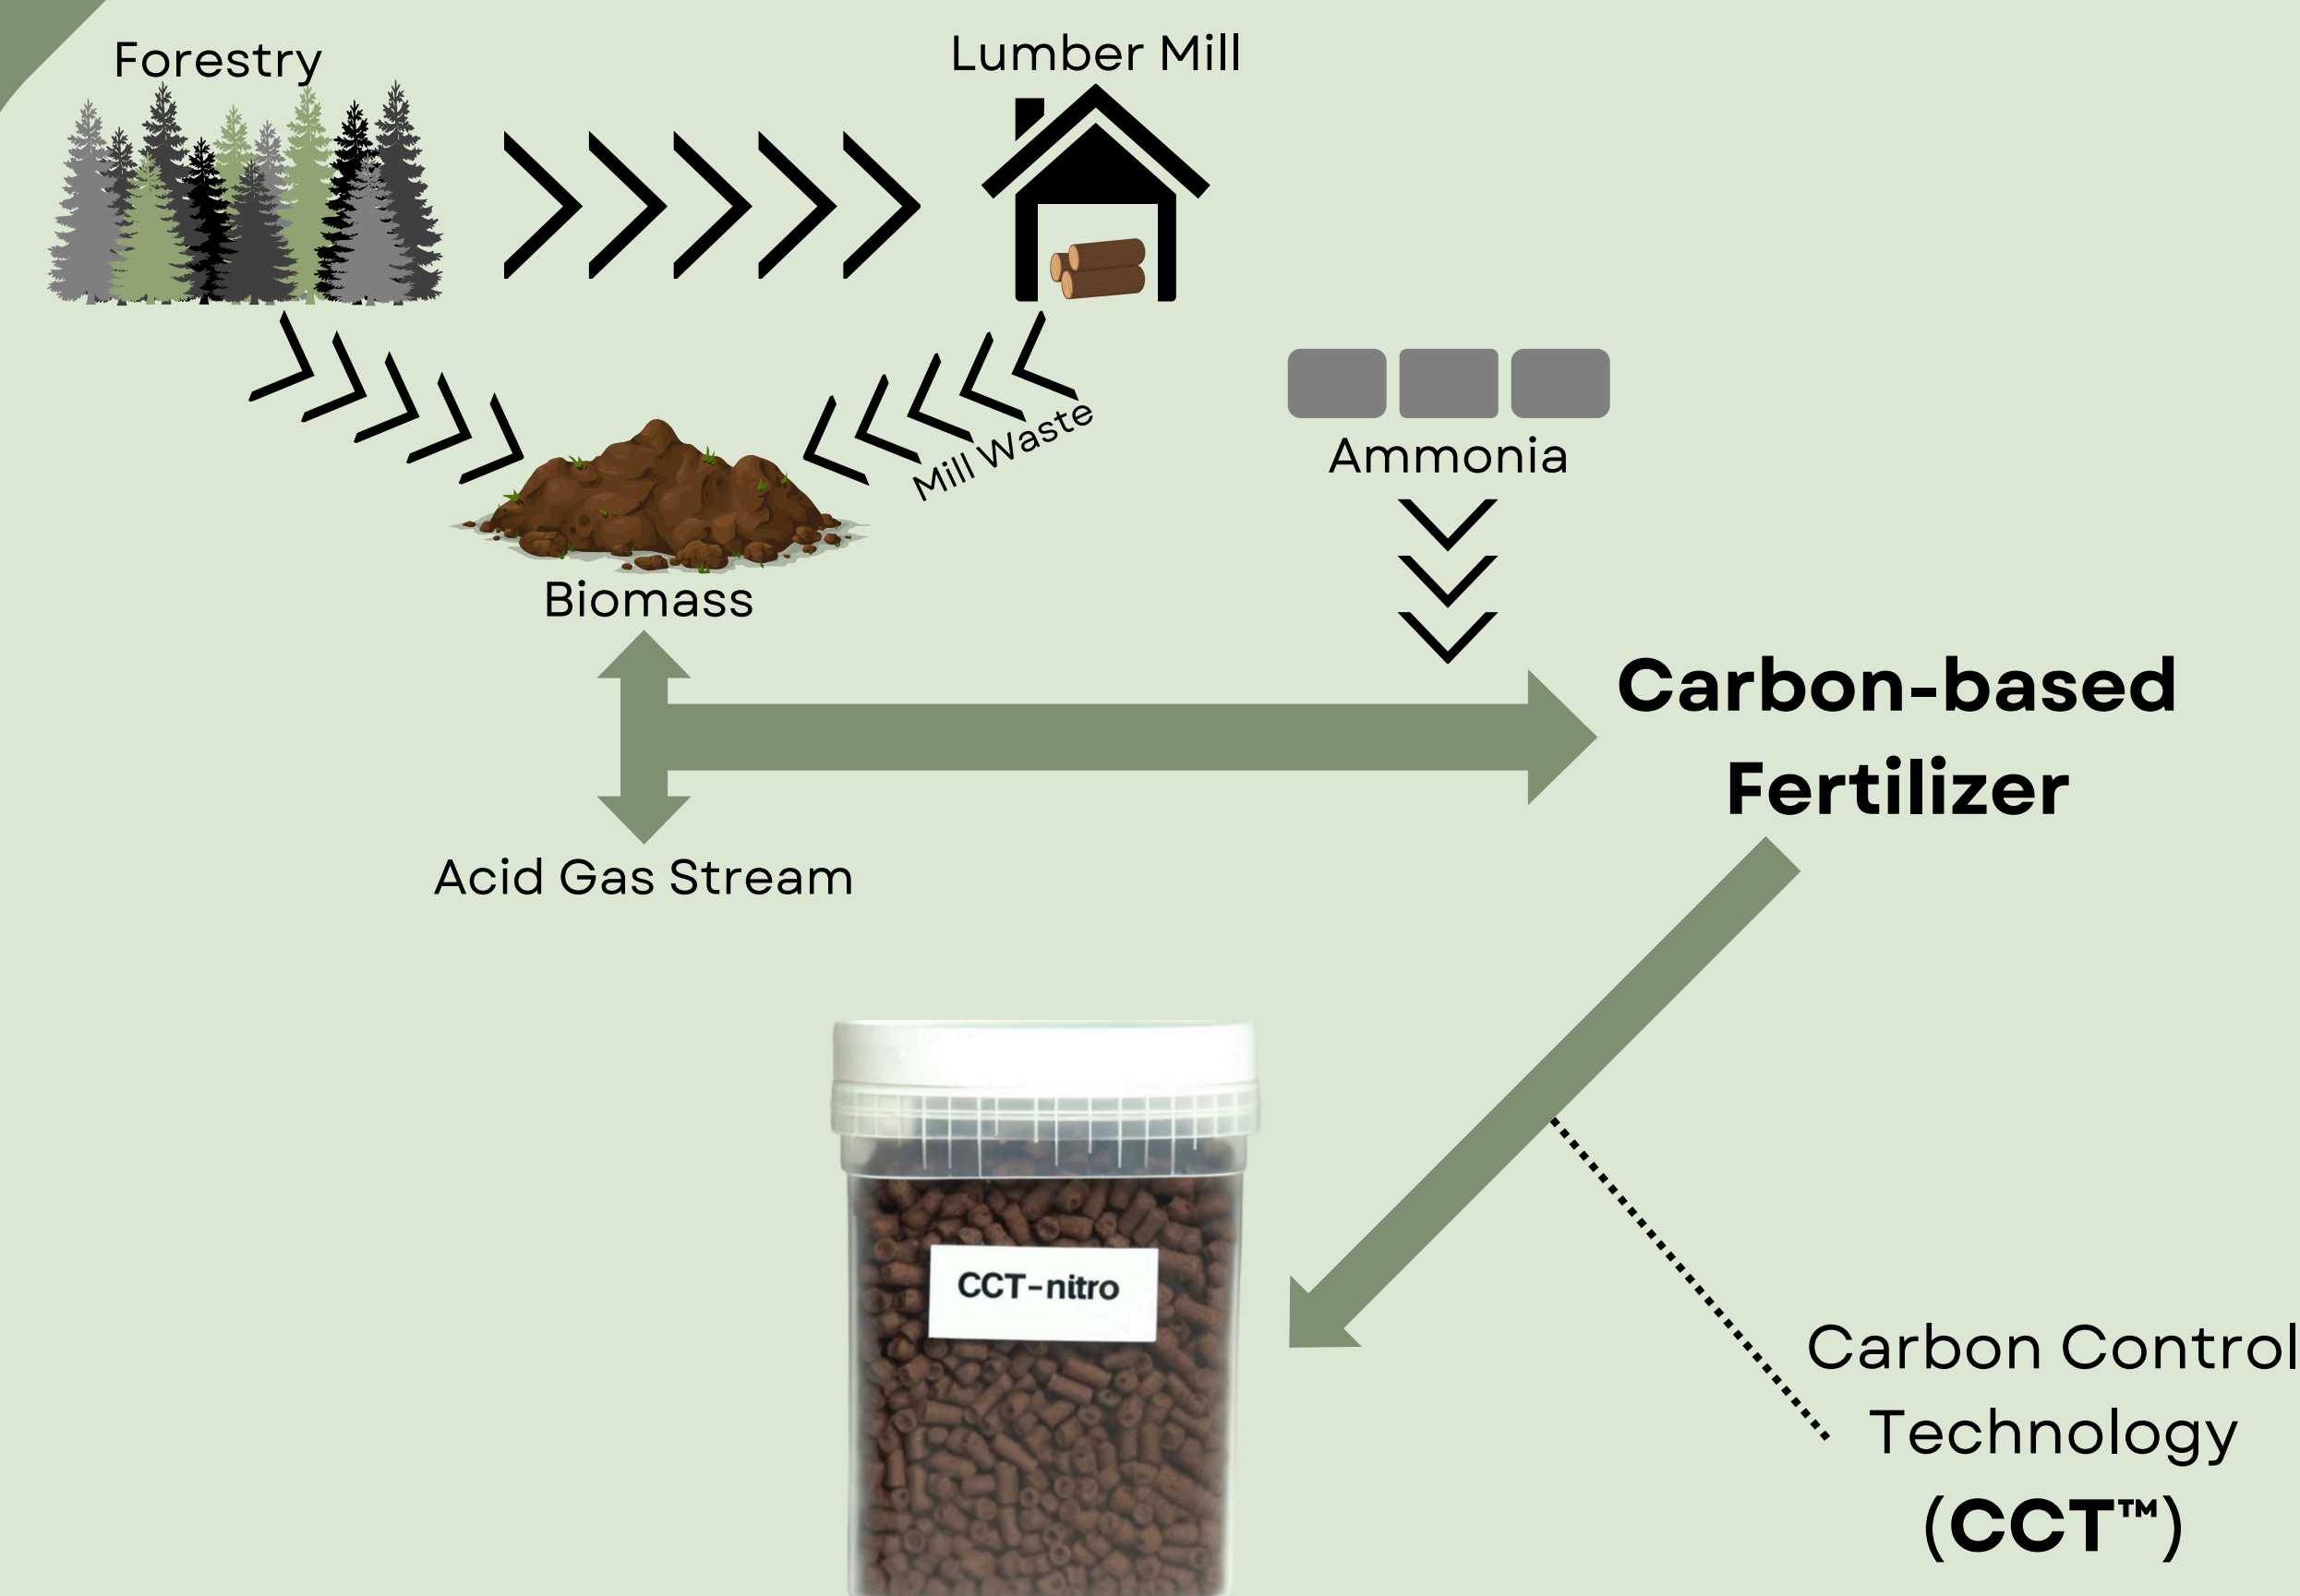 Forestry
Lumber Mill
Mill Waste
Ammonia
Biomass
Carbon-based
Fertilizer
Acid Gas Stream
CCT-nitro
Carbon Control
Technology
(CCT™)